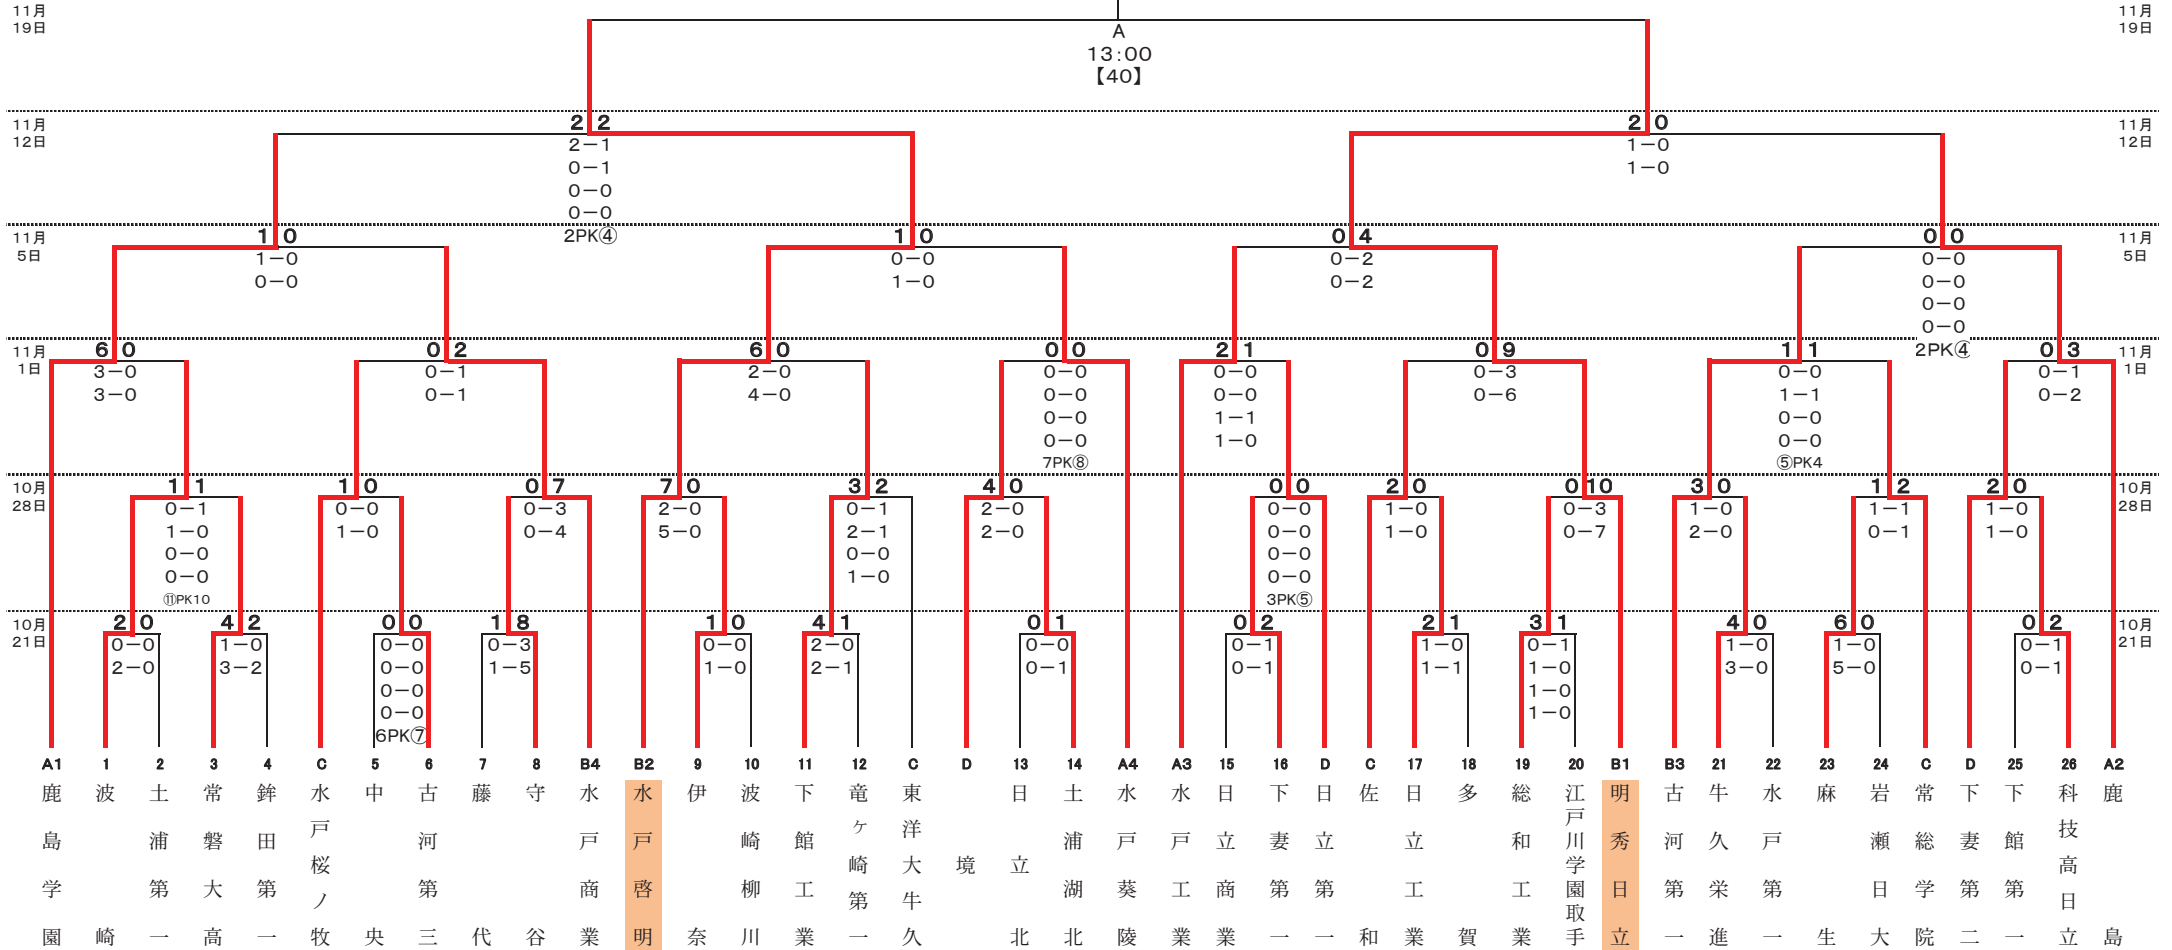 11月
19日
A
13:00
【40】
11月
19日
11月
12日
2 2
2－1
0－1
0－0
0－0
2PK④
2 0
1－0
1－0
11月
12日
11月
5日
1 0
1－0
0－0
1 0
0－0
1－0
0 4
0－2
0－2
0 0
0－0
0－0
0－0
0－0
2PK④
11月
5日
11月
1日
6 0
3－0
3－0
0 2
0－1
0－1
6 0
2－0
4－0
0 0
0－0
0－0
0－0
0－0
7PK⑧
2 1
0－0
0－0
1－1
1－0
0 9
0－3
0－6
1 1
0－0
1－1
0－0
0－0
⑤PK4
0 3
0－1
0－2
11月
1日
10月
28日
1 1
0－1
1－0
0－0
0－0
⑪PK10
1 0
0－0
1－0
0 7
0－3
0－4
7 0
2－0
5－0
3 2
0－1
2－1
0－0
1－0
4 0
2－0
2－0
0 0
0－0
0－0
0－0
0－0
3PK⑤
2 0
1－0
1－0
0 10
0－3
0－7
3 0
1－0
2－0
1 2
1－1
0－1
2 0
1－0
1－0
10月
28日
10月
21日
2 0
0－0
2－0
4 2
1－0
3－2
0 0
0－0
0－0
0－0
0－0
6PK⑦
1 8
0－3
1－5
1 0
0－0
1－0
4 1
2－0
2－1
0 1
0－0
0－1
0 2
0－1
0－1
2 1
1－0
1－1
3 1
0－1
1－0
1－0
1－0
4 0
1－0
3－0
6 0
1－0
5－0
0 2
0－1
0－1
10月
21日
A1 1 2 3 4 C 5 6 7 8 B4 B2 9 10 11 12 C D 13 14 A4 A3 15 16 D C 17 18 19 20 B1 B3 21 22 23 24 C D 25 26 A2
鹿島学園
波崎
土浦第一
常磐大高
鉾田第一
水戸桜ノ牧
中央
古河第三
藤代
守谷
水戸商業
水戸啓明
伊奈
波崎柳川
下館工業
竜ヶ崎第一
東洋大牛久
境
日立北
土浦湖北
水戸葵陵
水戸工業
日立商業
下妻第一
日立第一
佐和
日立工業
多賀
総和工業
江戸川学園取手
明秀日立
古河第一
牛久栄進
水戸第一
麻生
岩瀬日大
常総学院
下妻第二
下館第一
科技高日立
鹿島